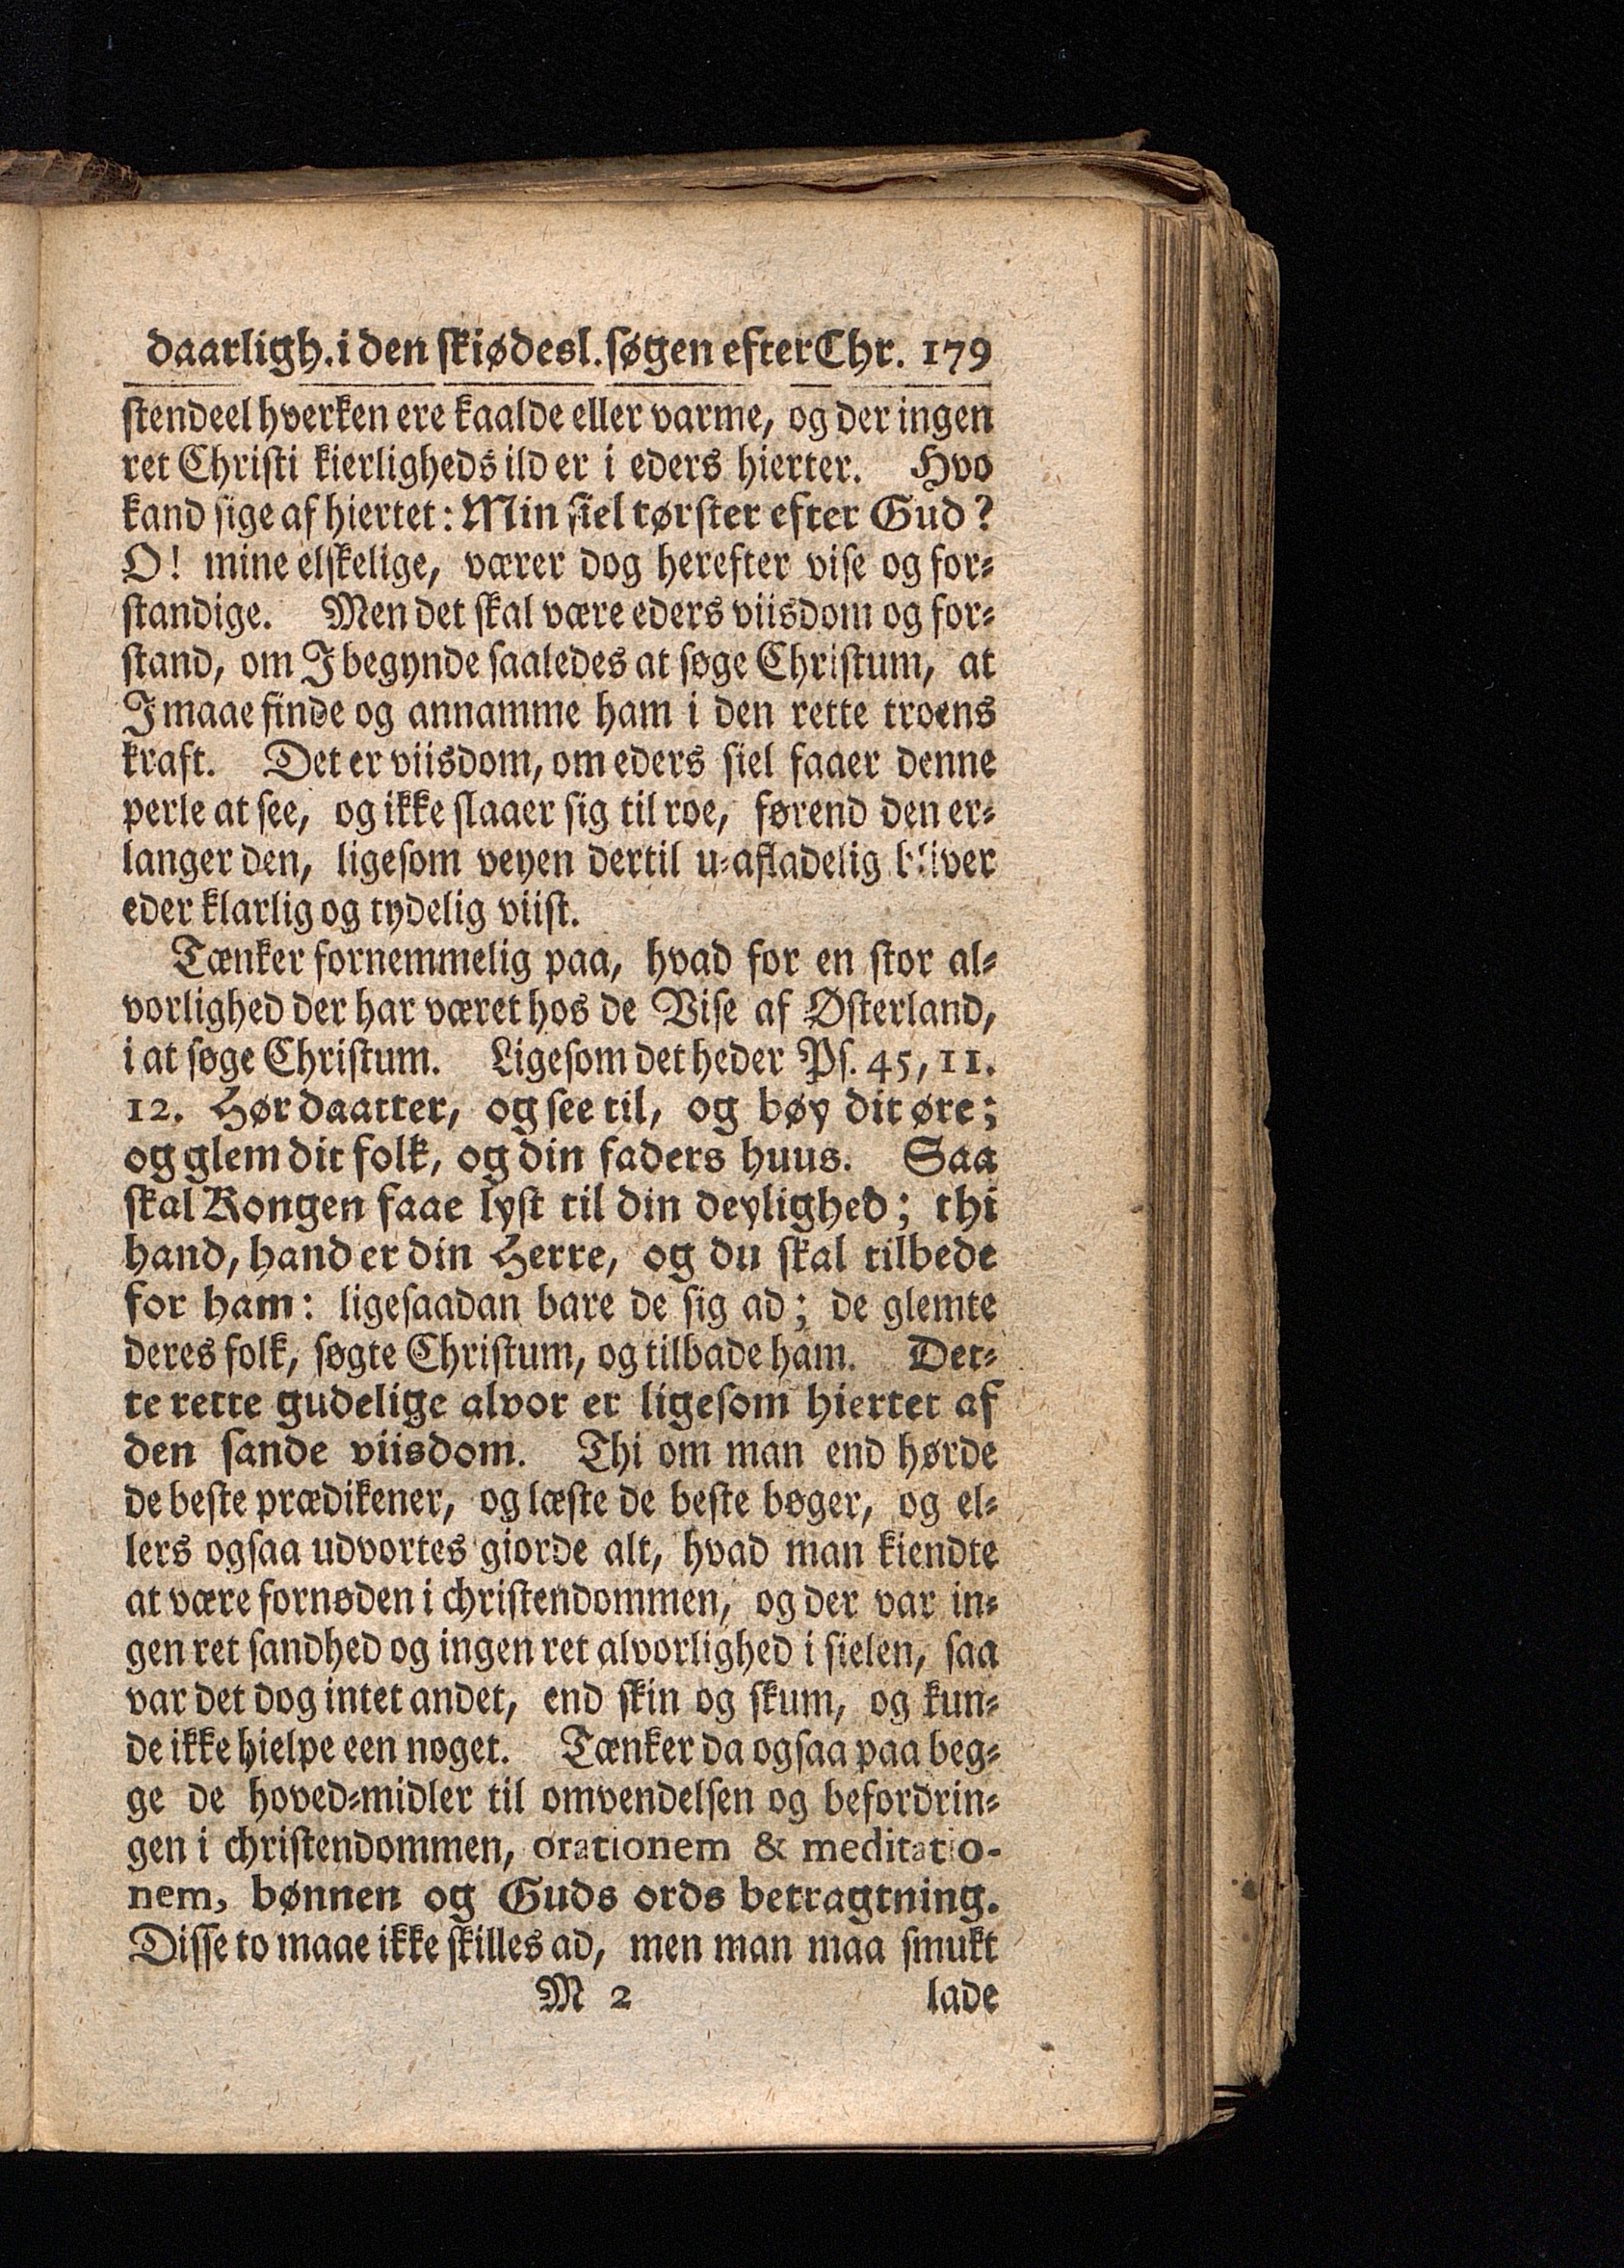 daarligh. i den skiødesl. søgen efter Chr. 179
stendeel hverken ere kaalde eller varme, og der ingen
ret Christi kierligheds ild er i eders hierter. Hvo
kand sige af hiertet: Min siel tørster efter Gud?
O! mine elskelige, værer dog herefter vise og for-
standige. Men det skal være eders viisdom og for-
stand, om I begynde saaledes at søge Christum, at
I maae finde og annamme ham i den rette troens
kraft. Det er viisdom, om eders siel faaer denne
perle at see, og ikke slaaer sig til roe, førend den er-
langer den, ligesom veyen dertil u-afladelig bliver
eder klarlig og tydelig viist.
Tænker fornemmelig paa, hvad for en stor al-
vorlighed der har været hos de Vise af Østerland,
i at søge Christum. Ligesom det heder Ps. 45, 11.
12. Hør daatter, og see til, og bøy dit øre;
og glem dit folk, og din faders huus. Saa
skal Kongen faae lyst til din deylighed; thi
hand, hand er din Herre, og du skal tilbede
for ham: ligesaadan bare de sig ad; de glemte
deres folk, søgte Christum, og tilbade ham. Det-
te rette gudelige alvor er ligesom hiertet af
den sande viisdom. Thi om man end hørde
de beste prædikener, og læste de beste bøger, og el-
lers ogsaa udvortes giorde alt, hvad man kiendte
at være fornøden i christendommen, og der var in-
gen ret sandhed og ingen ret alvorlighed i sielen, saa
var det dog intet andet, end skin og skum, og kun-
de ikke hielpe een noget. Tænker da ogsaa paa beg-
ge de hoved-midler til omvendelsen og befordrin-
gen i christendommen, orationem & meditatio-
nem, bønnen og Guds ords betragtning.
Disse to maae ikke skilles ad, men man maa smukt
M 2 lade